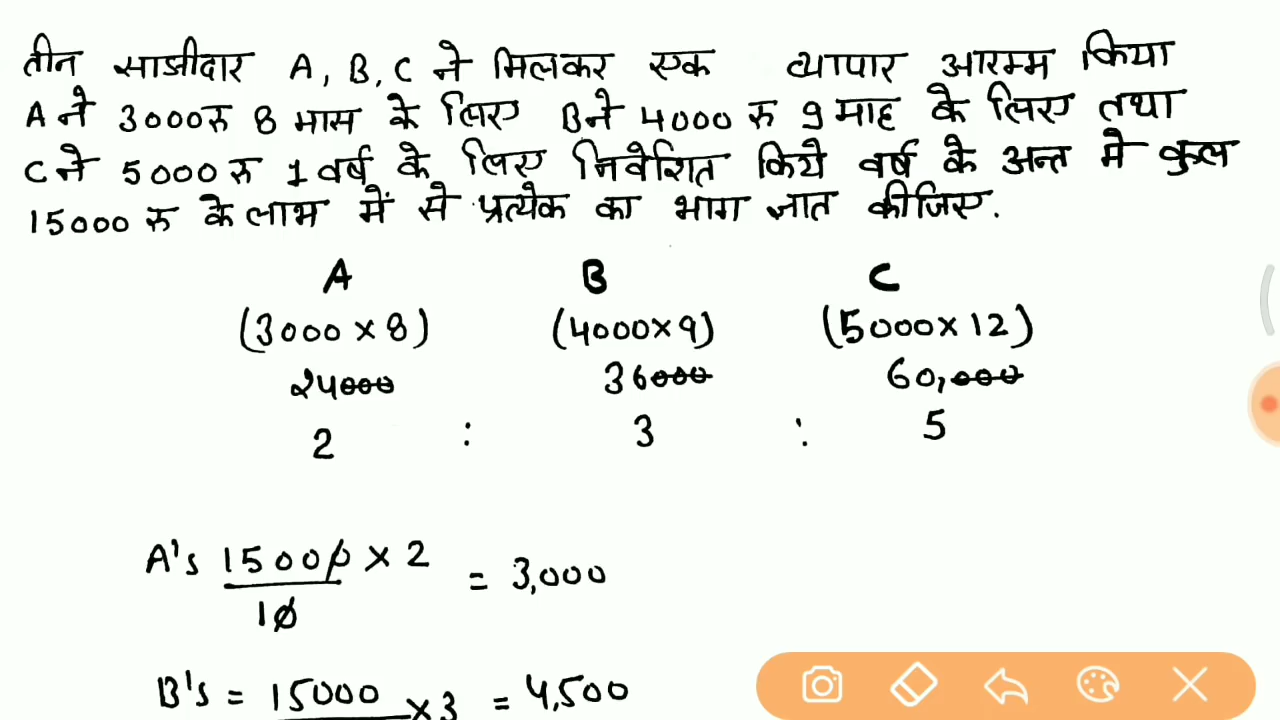 तीन साझीदार A, B, C ने मिलकर एक व्यापार आरम्भ किया
A ने 3000 रु 8 मास के लिए B ने 4000 रु 9 माह के लिए तथा
C ने 5000 रु 1 वर्ष के लिए निवेशित किये वर्ष के अन्त मे कुल
15000 रु के लाभ में से प्रत्येक का भाग ज्ञात कीजिए.
A B C
(3000 × 8) (4000 × 9) (5000 × 12)
24000 36000 60,000
2 : 3 : 5
A's 15000 × 2 = 3,000
10
B's = 15000 × 3 = 4,500